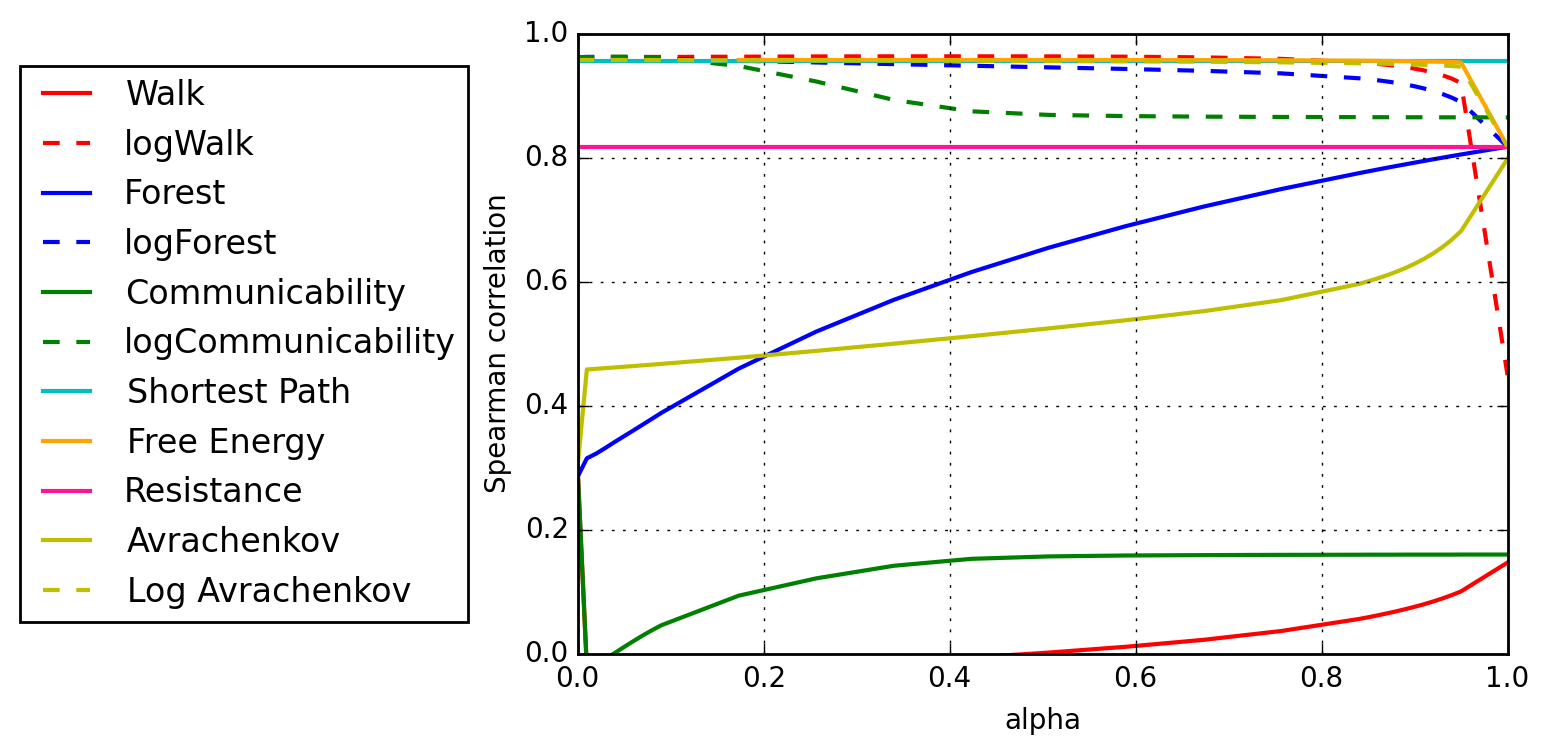 Walk
logWalk
Forest
logForest
Communicability
logCommunicability
Shortest Path
Free Energy
Resistance
Avrachenkov
Log Avrachenkov
Spearman correlation
1.0
0.8
0.6
0.4
0.2
0.0
0.0 0.2 0.4 0.6 0.8 1.0
alpha